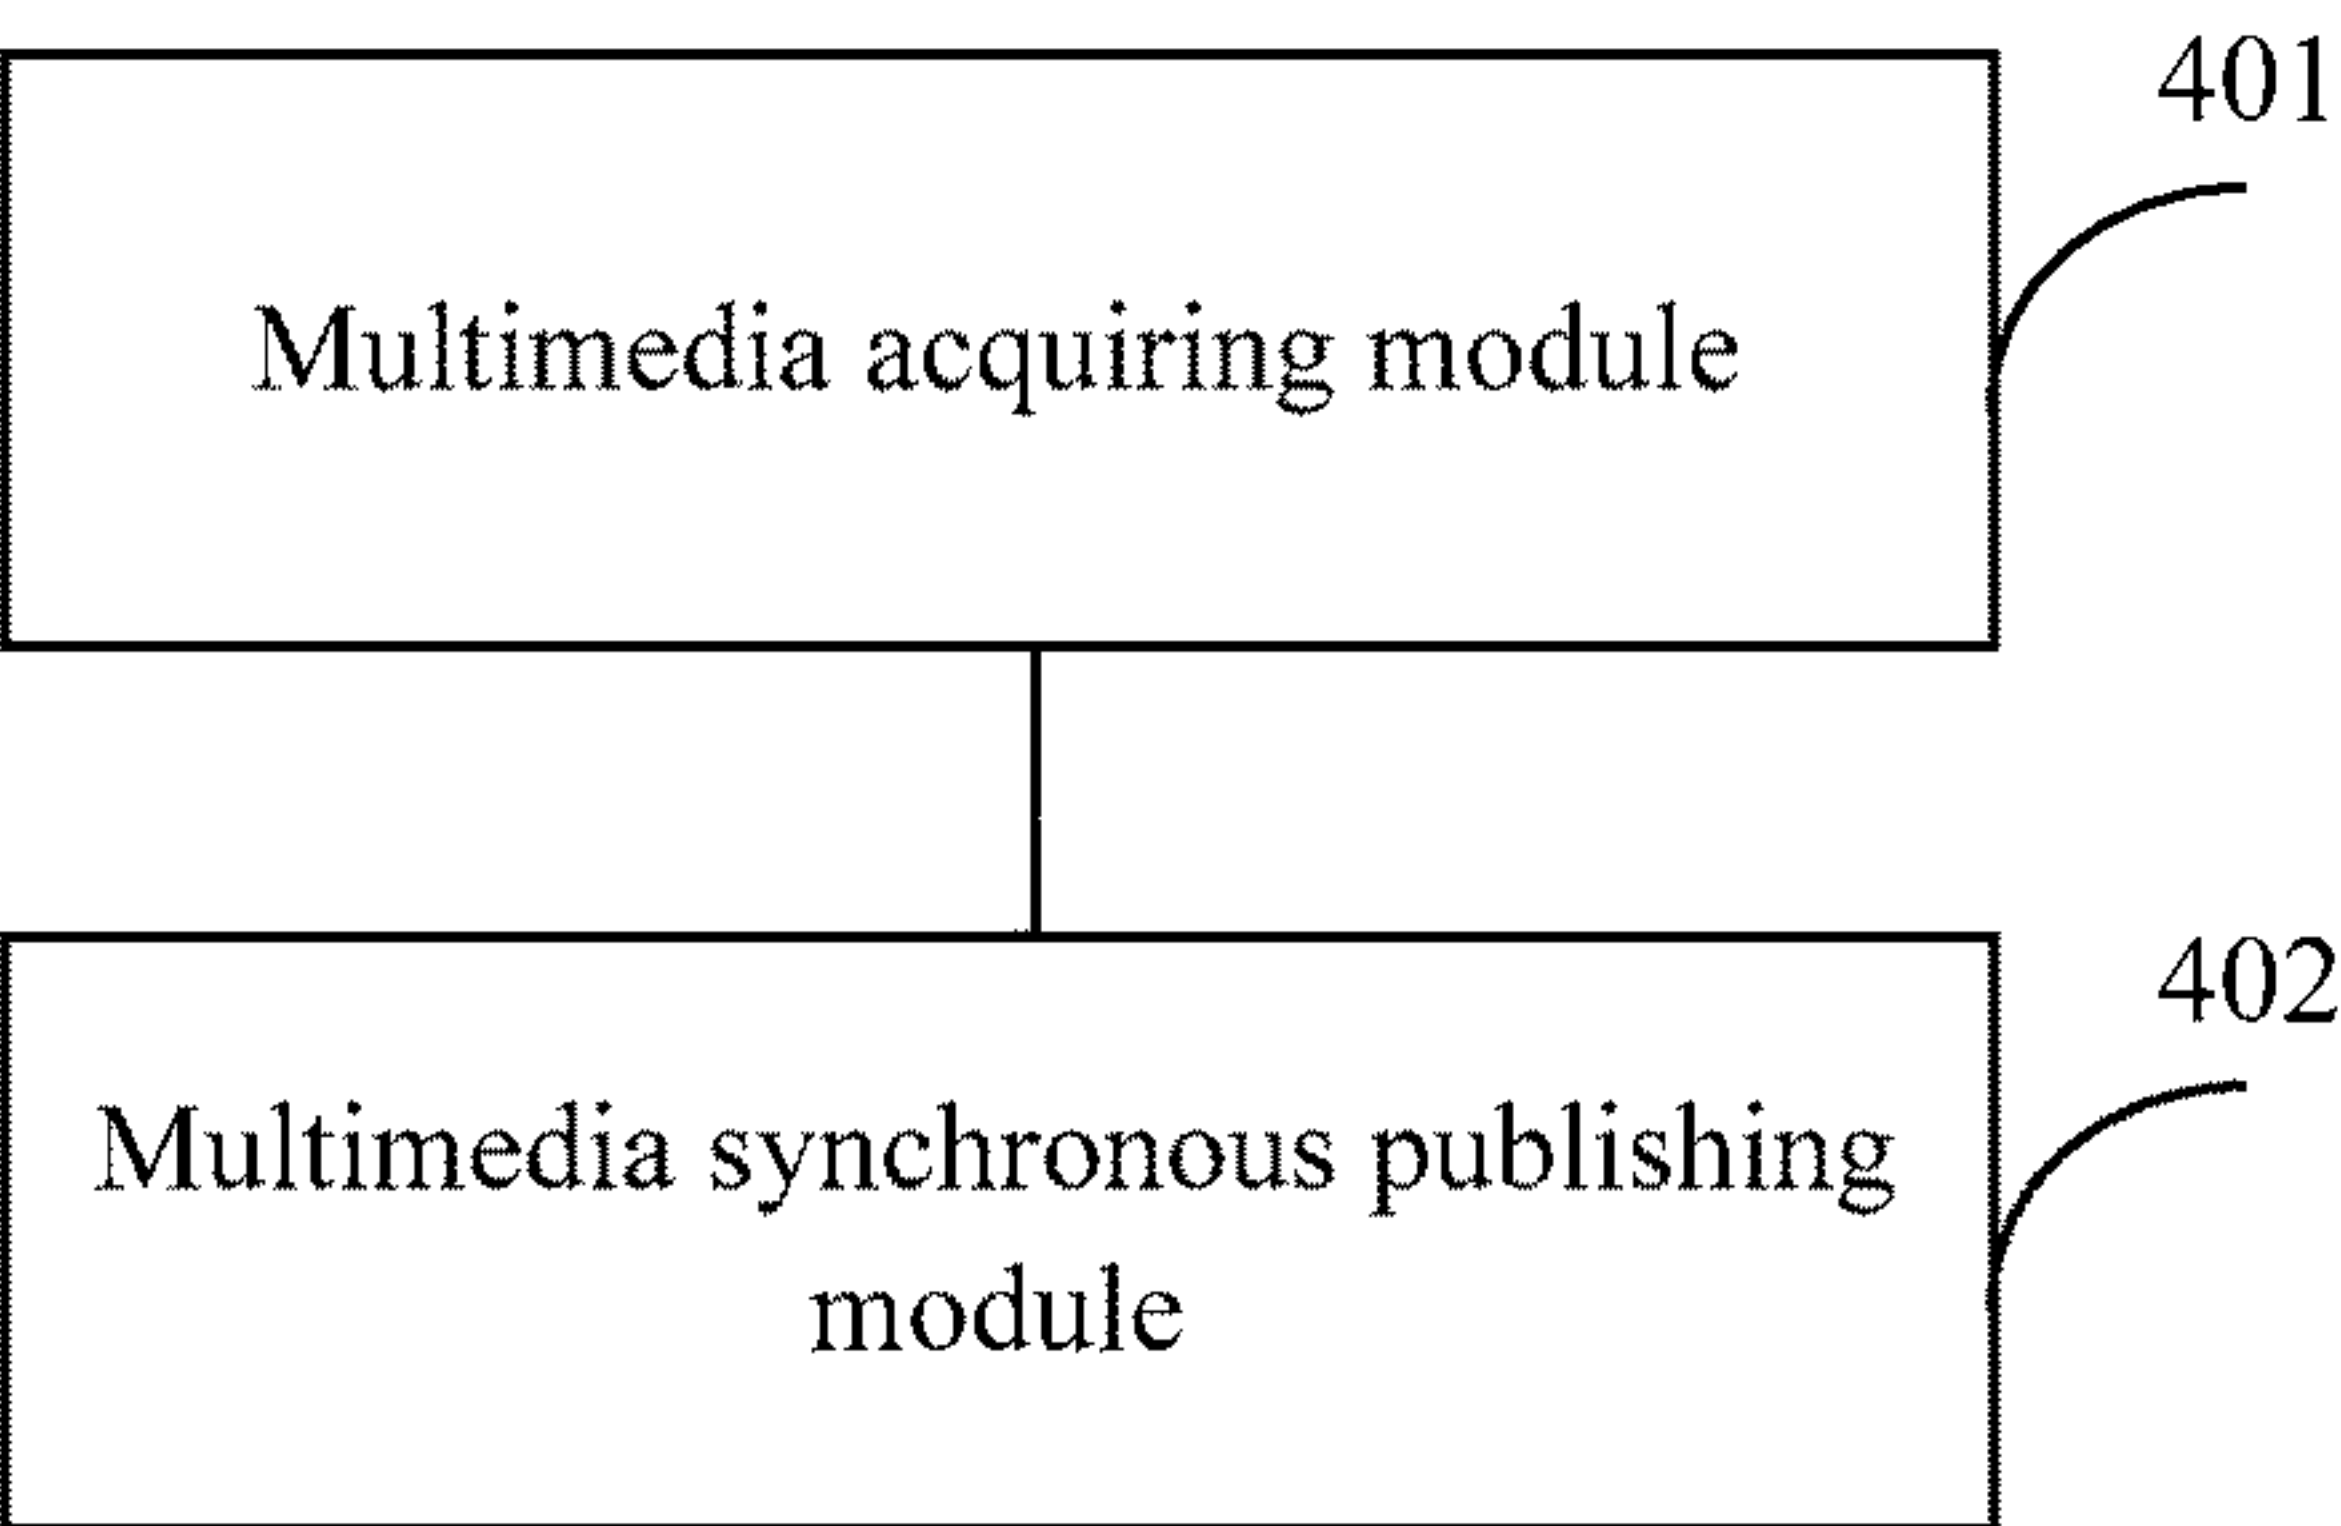 401
Multimedia acquiring module
402
Multimedia synchronous publishing
module